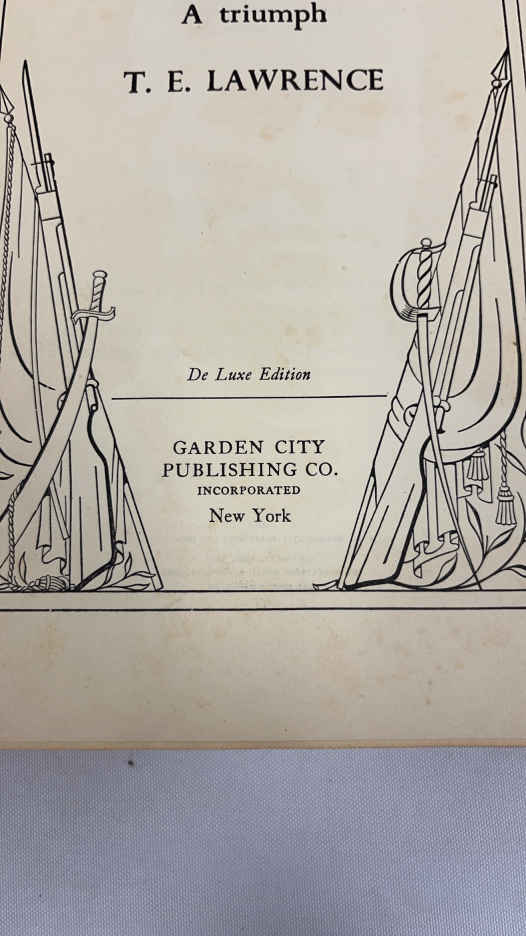 A triumph
T. E. LAWRENCE
De Luxe Edition
GARDEN CITY
PUBLISHING CO.
INCORPORATED
New York